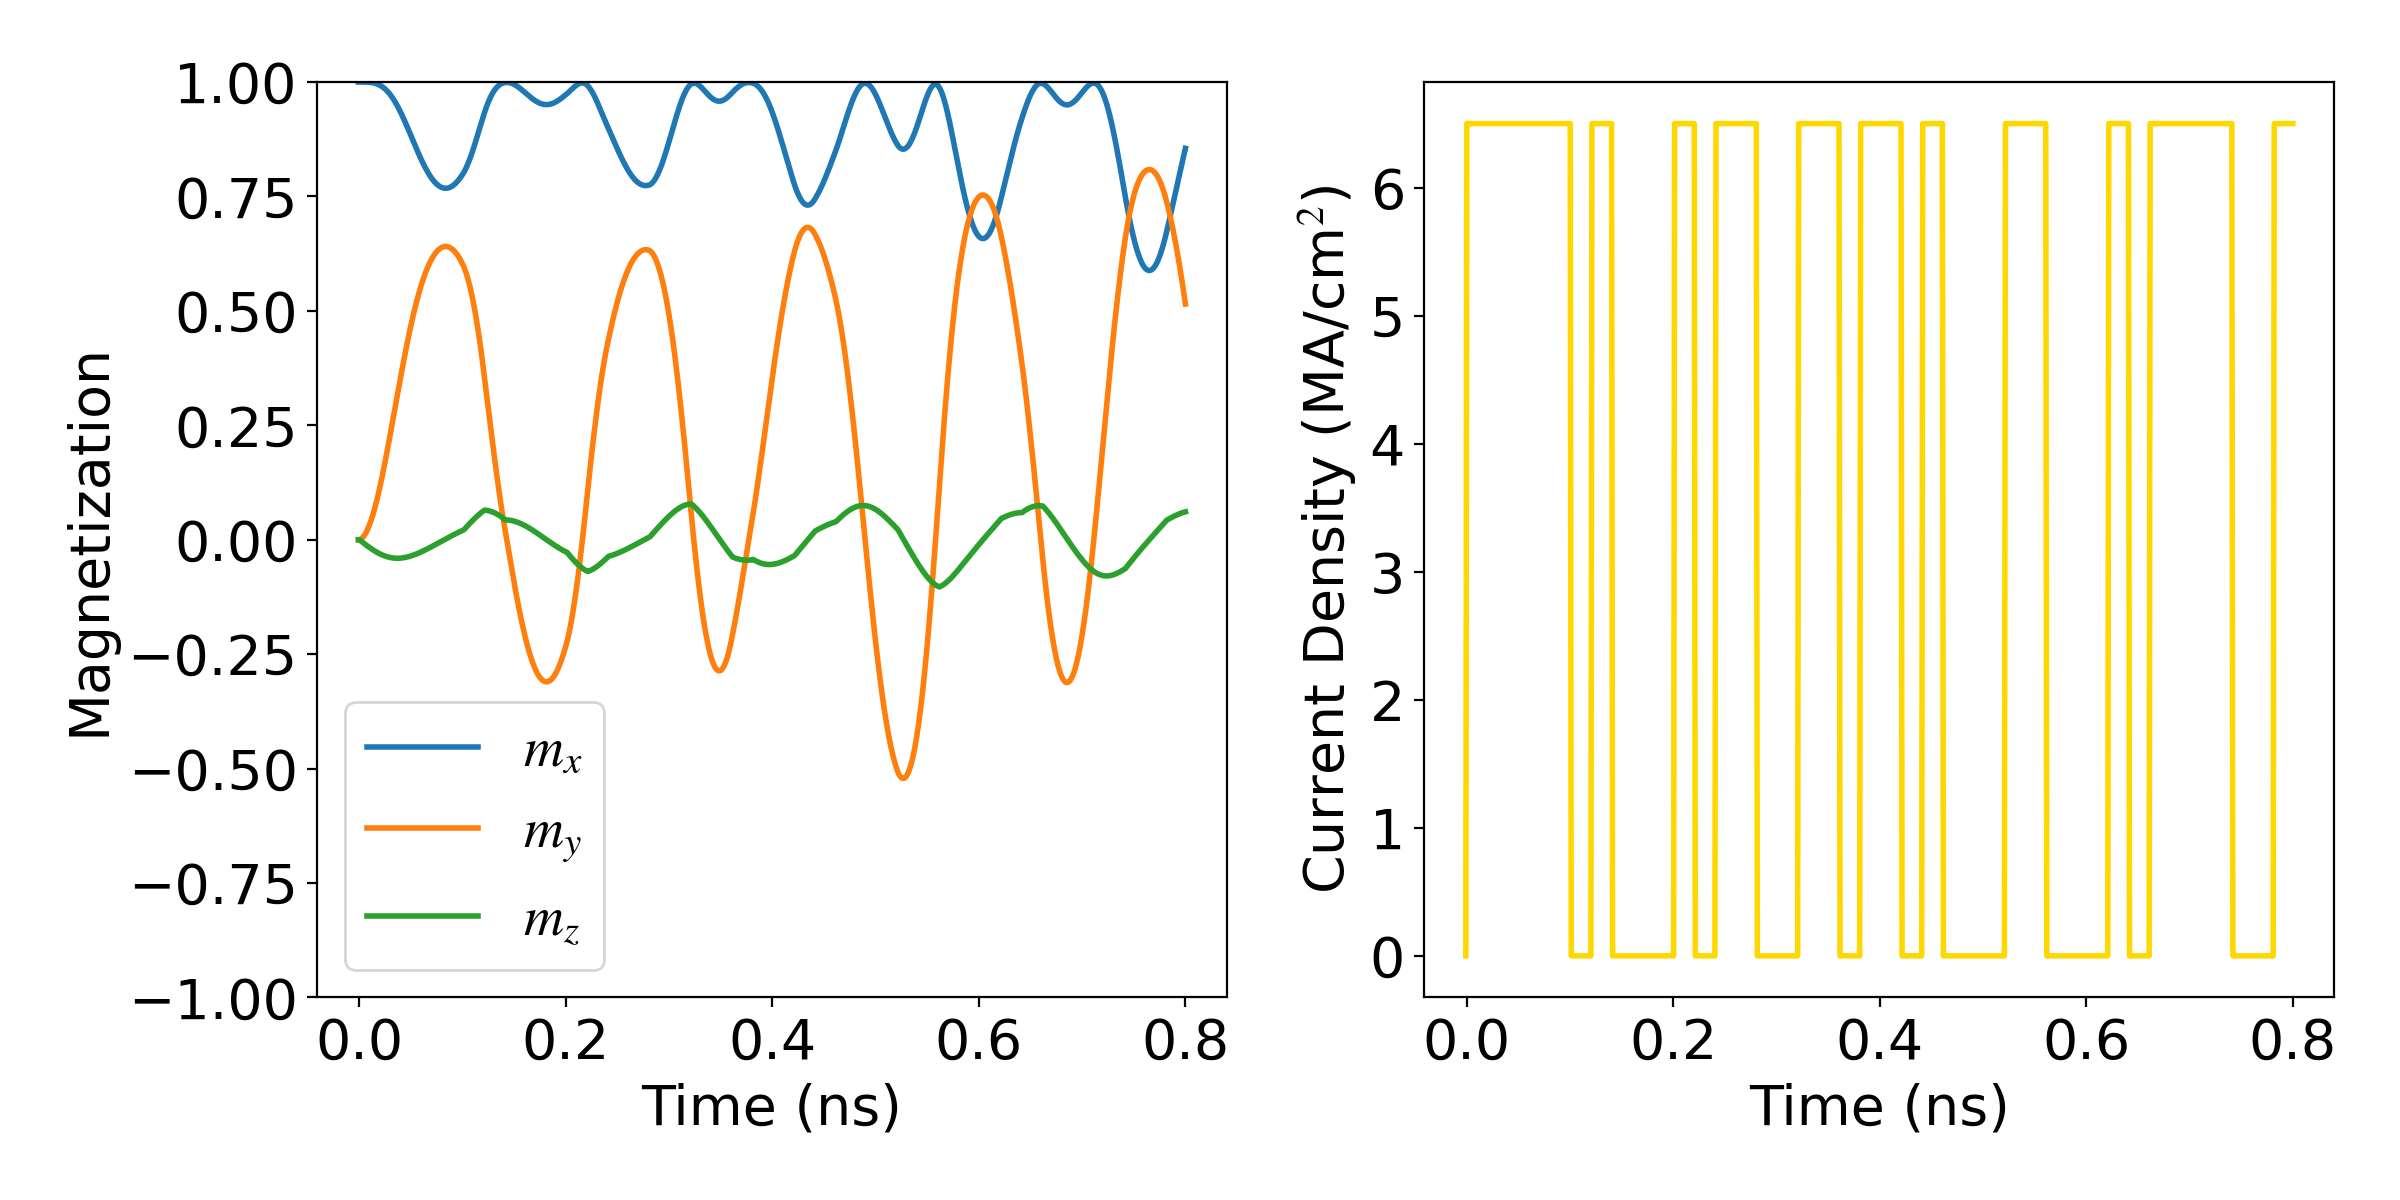 Magnetization
1.00
0.75
0.50
0.25
0.00
−0.25
−0.50
−0.75
−1.00
m_x
m_y
m_z
0.0 0.2 0.4 0.6 0.8
Time (ns)
Current Density (MA/cm²)
6
5
4
3
2
1
0
0.0 0.2 0.4 0.6 0.8
Time (ns)